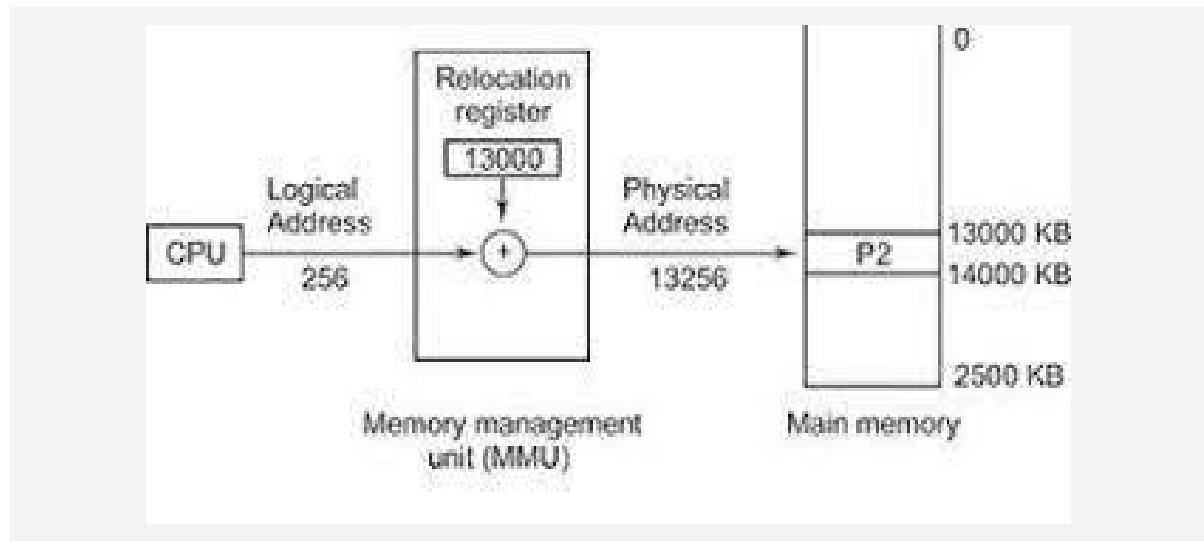 Relocation
register
13000
Logical
Address
CPU
256
+
Physical
Address
13256
0
13000 KB
P2
14000 KB
2500 KB
Memory management
unit (MMU)
Main memory